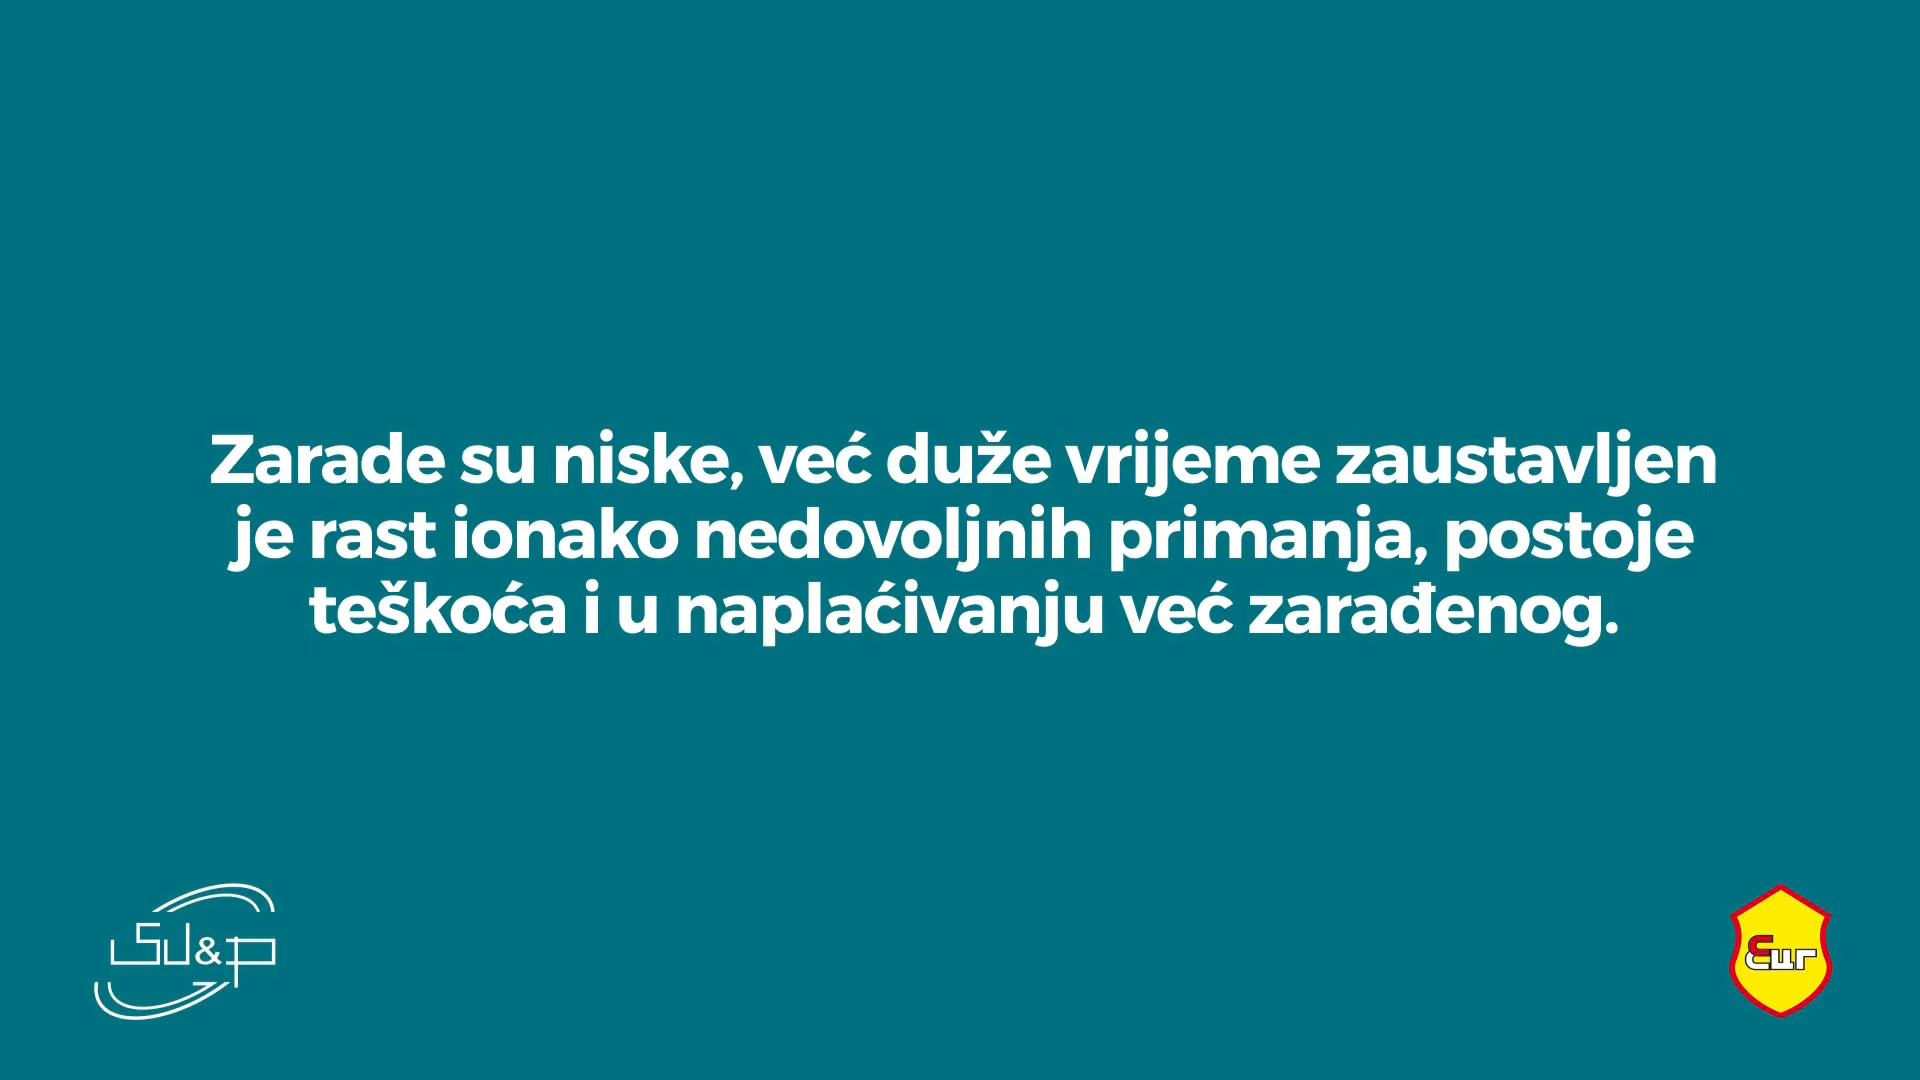 Zarade su niske, već duže vrijeme zaustavljen
je rast ionako nedovoljnih primanja, postoje
teškoća i u naplaćivanju već zarađenog.